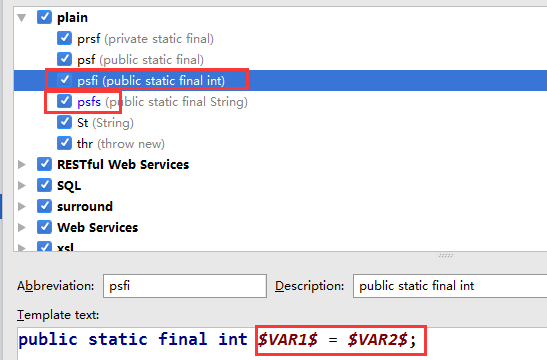 plain
prsf (private static final)
psf (public static final)
psfi (public static final int)
psfs (public static final String)
St (String)
thr (throw new)
RESTful Web Services
SQL
surround
Web Services
xsl
Abbreviation: psfi Description: public static final int
Template text:
public static final int $VAR1$ = $VAR2$;